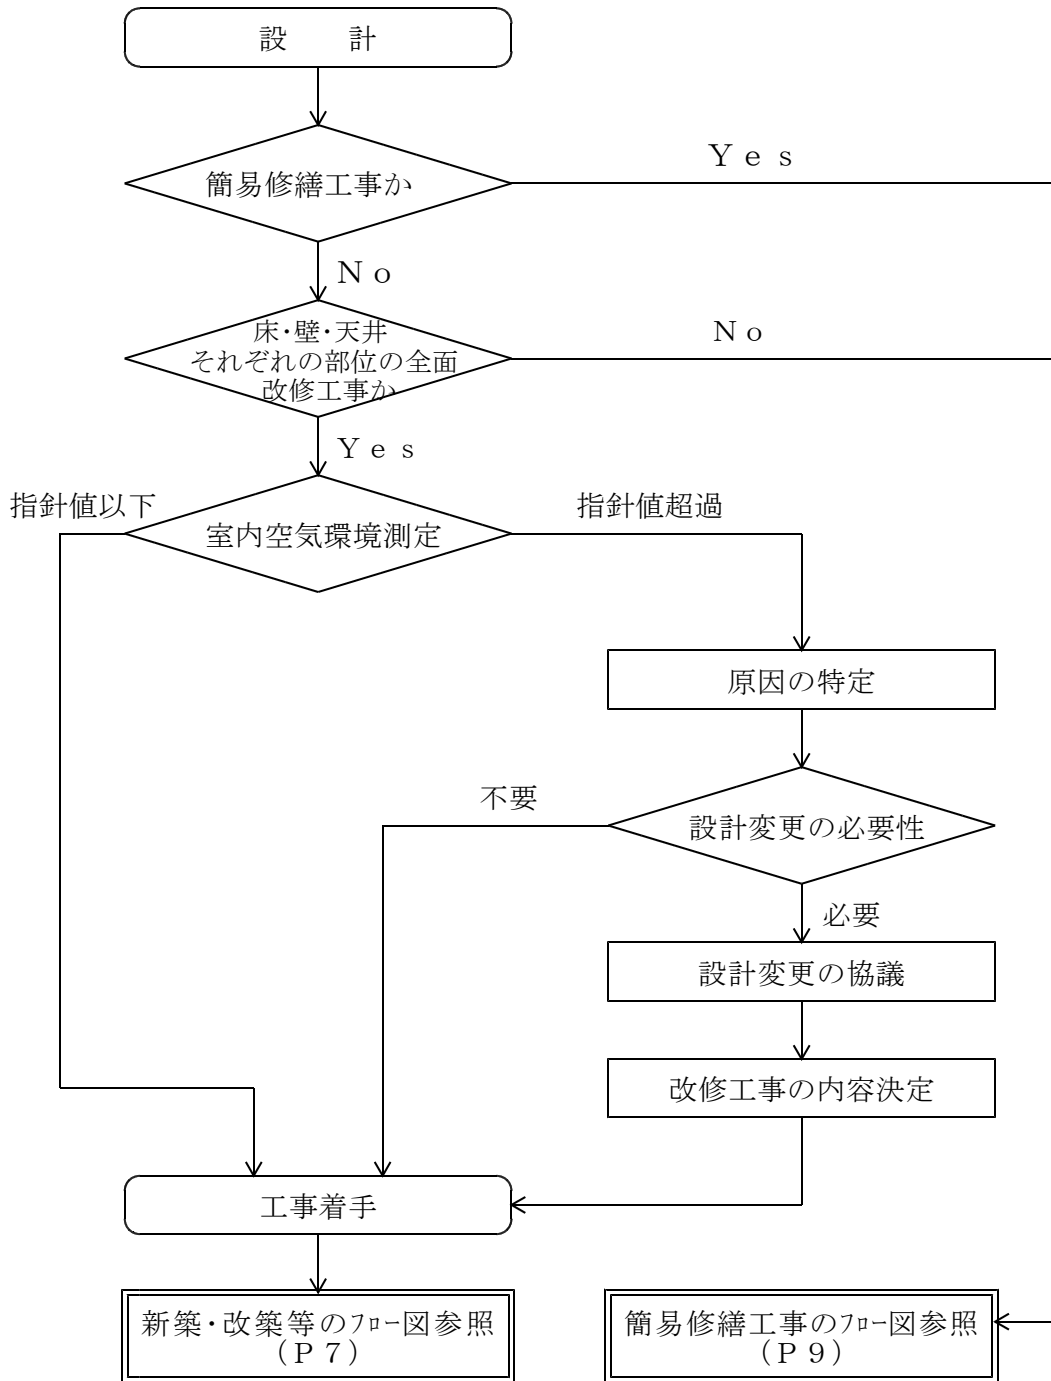 設　　計
Ｙｅｓ
簡易修繕工事か
Ｎｏ
床・壁・天井
それぞれの部位の全面
改修工事か
Ｎｏ
Ｙｅｓ
指針値以下
室内空気環境測定
指針値超過
原因の特定
不要
設計変更の必要性
必要
設計変更の協議
改修工事の内容決定
工事着手
新築・改築等のﾌﾛｰ図参照
（Ｐ７）
簡易修繕工事のﾌﾛｰ図参照
（Ｐ９）